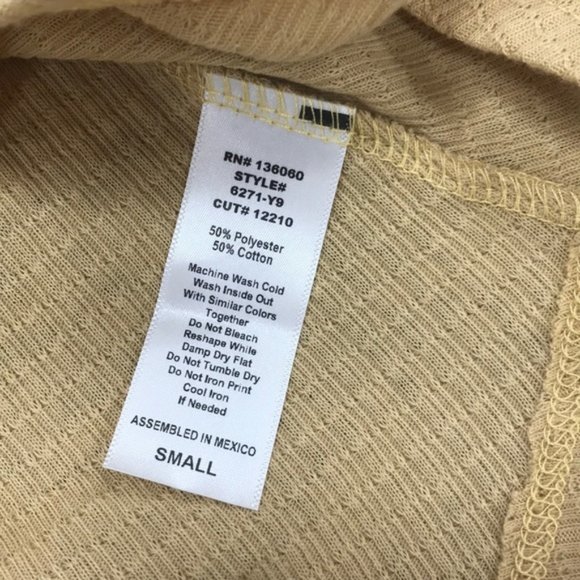 RN# 136060
STYLE#
6271-Y9
CUT# 12210
50% Polyester
50% Cotton
Machine Wash Cold
Wash Inside Out
With Similar Colors
Together
Do Not Bleach
Reshape While
Damp Dry Flat
Do Not Tumble Dry
Do Not Iron Print
Cool Iron
If Needed
ASSEMBLED IN MEXICO
SMALL